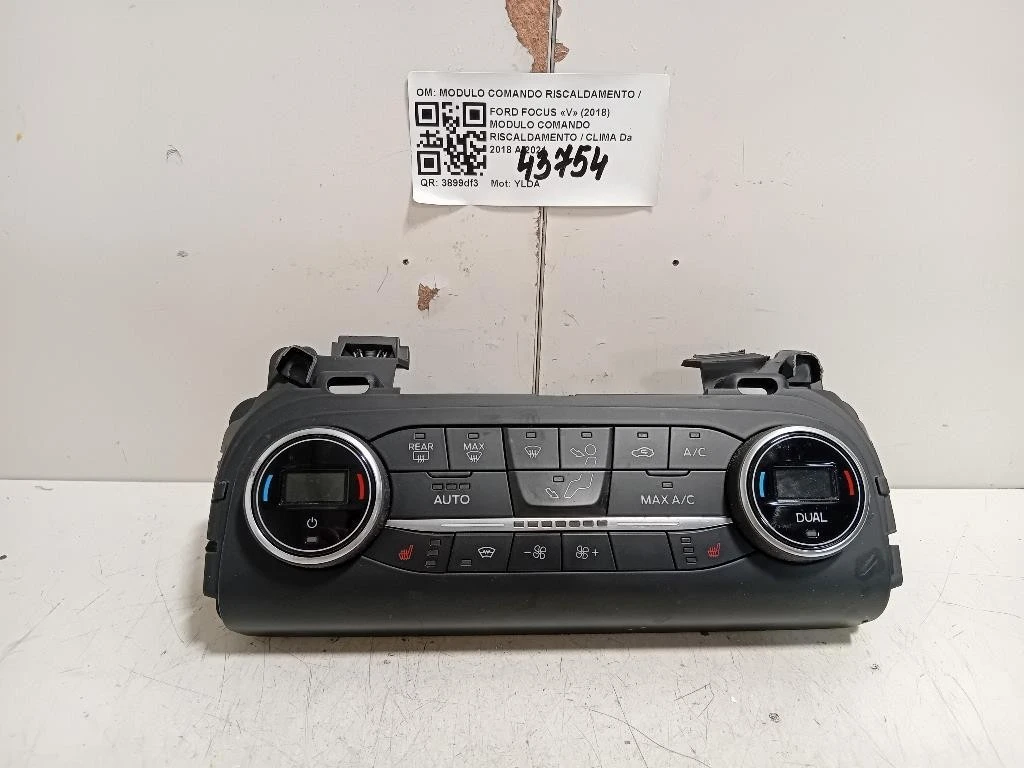 OM: MODULO COMANDO RISCALDAMENTO /
FORD FOCUS «V» (2018)
MODULO COMANDO
RISCALDAMENTO / CLIMA Da
2018 A
43754
QR: 3899df3 Mot: YLDA
REAR MAX A/C
AUTO MAX A/C
DUAL
- +